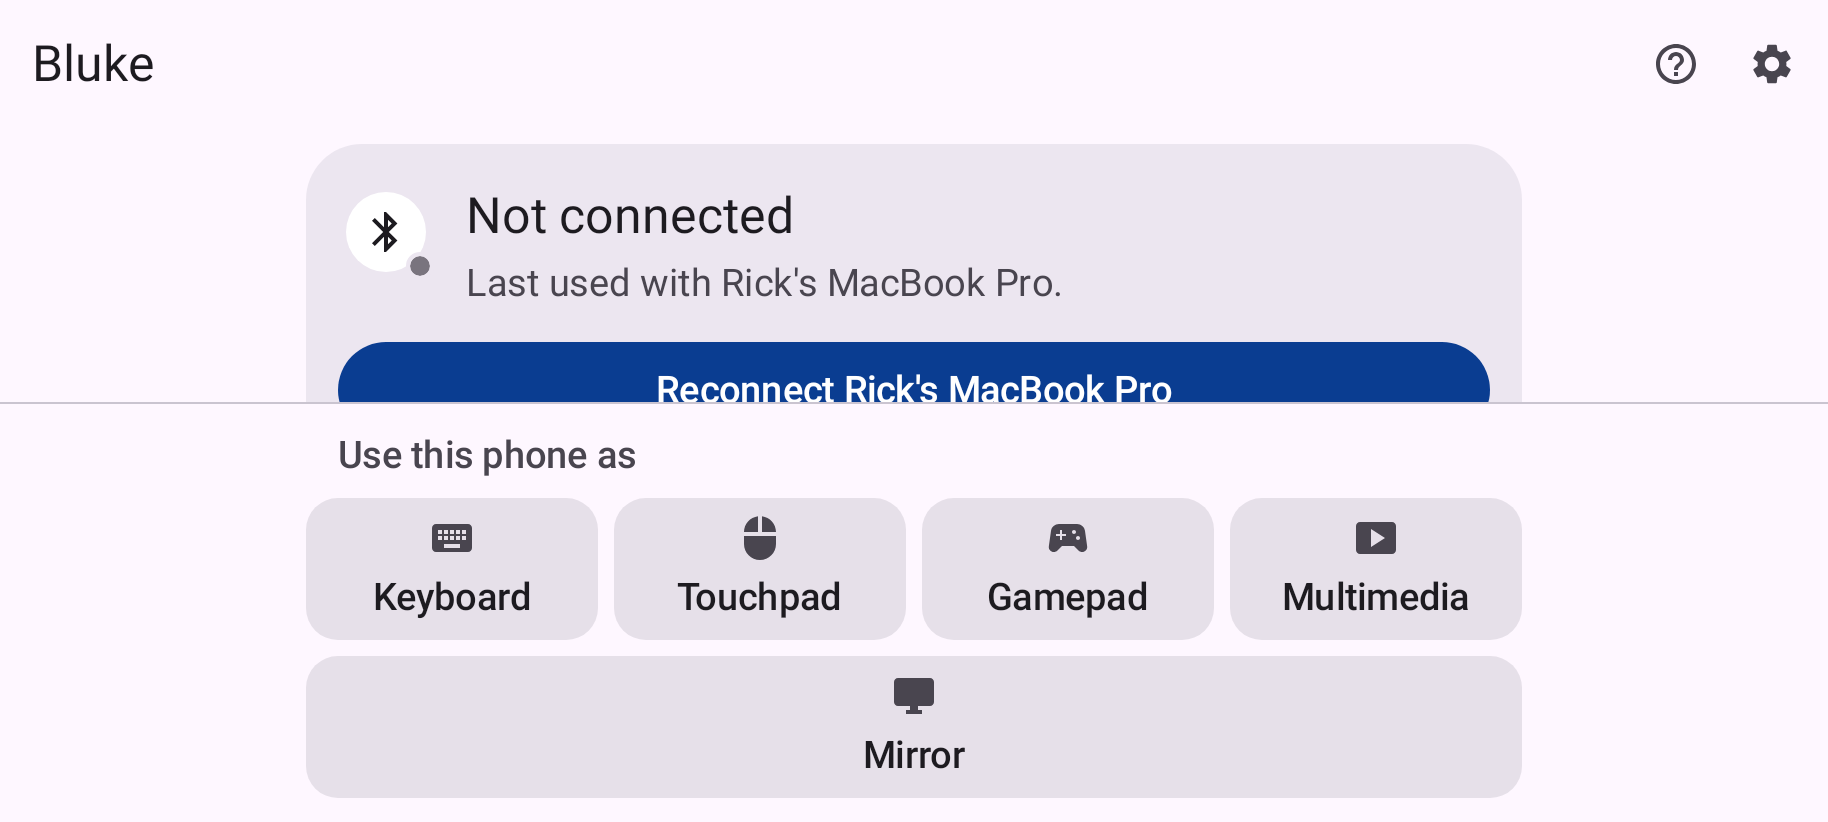 Bluke
Not connected
Last used with Rick's MacBook Pro.
Reconnect Rick's MacBook Pro
Use this phone as
Keyboard
Touchpad
Gamepad
Multimedia
Mirror